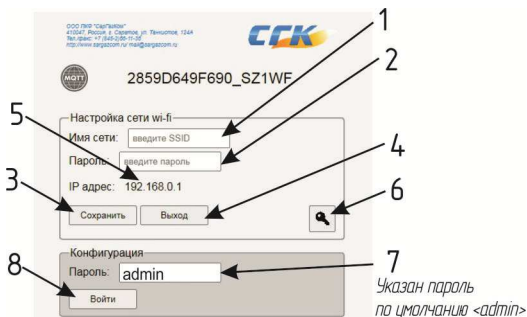 ООО ПКФ "СарГазКом"
410047, Россия, г. Саратов, ул. Танкистов, 124А
Тел./факс: +7 (845-2)
http://www.sargazcom.ru/ mail@sargazcom.ru
СГК
1
2
MQTT
2859D649F690_SZ1WF
Настройка сети wi-fi
5
Имя сети: введите SSID
Пароль: введите пароль
4
IP адрес: 192.168.0.1
3
Сохранить Выход
6
Конфигурация
Пароль: admin
7
8
Войти
Указан пароль
по умолчанию <admin>